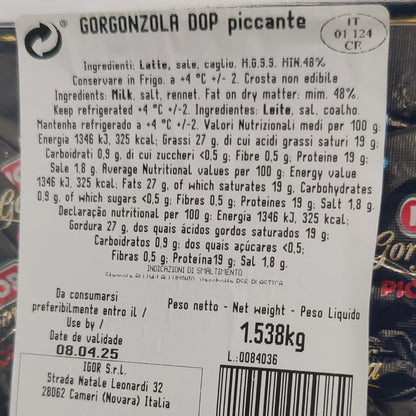 GORGONZOLA DOP piccante
IT
01 124
CE
Ingredienti: Latte, sale, caglio. M.G.S.S. MIN.48%
Conservare in Frigo. a +4 °C +/- 2. Crosta non edibile
Ingredients: Milk, salt, rennet. Fat on dry matter: mim. 48%.
Keep refrigerated +4 °C +/- 2. Ingredientes: Leite, sal, coalho.
Mantenha refrigerado a +4 °C +/- 2. Valori Nutrizionali medi per 100 g:
Energia 1346 kJ, 325 kcal; Grassi 27 g, di cui acidi grassi saturi 19 g;
Carboidrati 0,9 g, di cui zuccheri <0,5 g; Fibre 0,5 g; Proteine 19 g;
Sale 1,8 g. Average Nutritional values per 100 g: Energy value
1346 kJ, 325 kcal, Fats 27 g, of which saturates 19 g, Carbohydrates
0,9 g, of which sugars <0,5 g; Fibres 0,5 g; Proteines 19 g; Salt 1,8 g.
Declaração nutricional per 100 g: Energia 1346 kJ, 325 kcal;
Gordura 27 g, dos quais ácidos gordos saturados 19 g;
Carboidratos 0,9 g; dos quais açúcares <0,5;
Fibras 0,5 g; Proteína19 g; Sal 1,8 g.
INDICAZIONI DI SMALTIMENTO.
PLASTICA
Da consumarsi
preferibilmente entro il /
Use by /
Date de validade
08.04.25
Peso netto - Net weight - Peso Liquido
1.538kg
L:0084036
IGOR S.r.l.
Strada Natale Leonardi 32
28062 Cameri (Novara) Italia